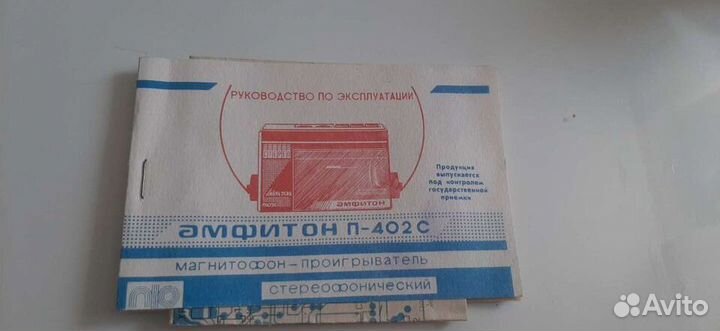 РУКОВОДСТВО ПО ЭКСПЛУАТАЦИИ
амфитон
Продукция
выпускается
под контролем
государственной
приемки
амфитон П-402С
магнитофон-проигрыватель
стереофонический
Avito